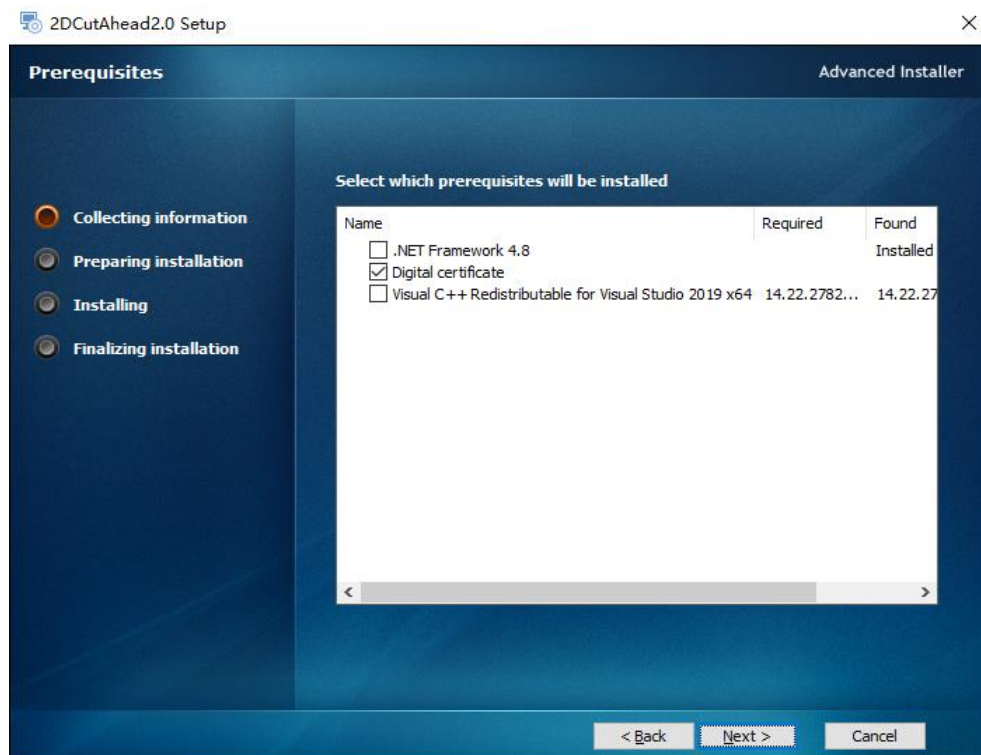 2DCutAhead2.0 Setup
Prerequisites
Advanced Installer
Select which prerequisites will be installed
Collecting information
Preparing installation
Installing
Finalizing installation
Name Required Found
.NET Framework 4.8 Installed
Digital certificate
Visual C++ Redistributable for Visual Studio 2019 x64 14.22.2782... 14.22.27
< Back
Next >
Cancel